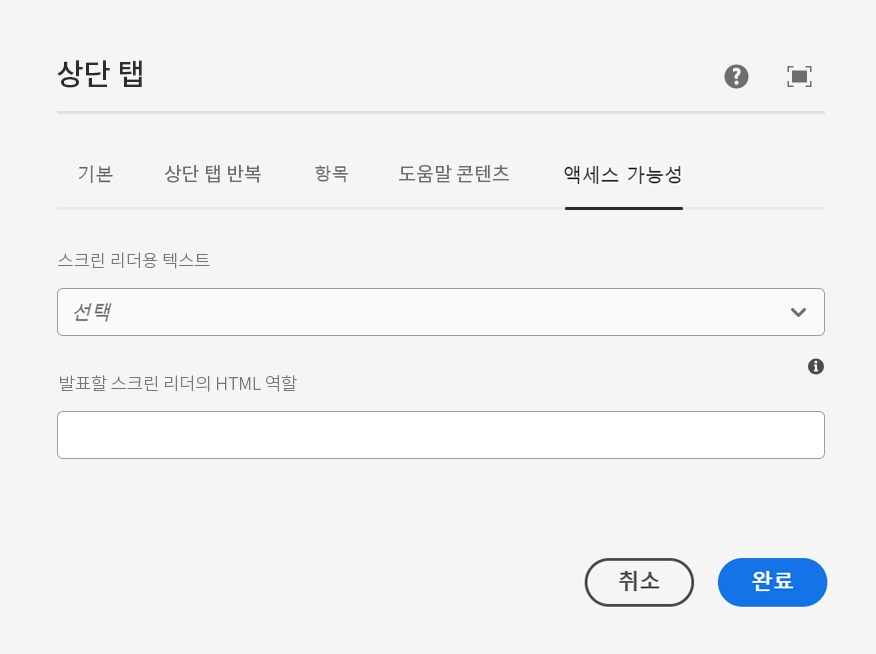 상단 탭
기본 상단 탭 반복 항목 도움말 콘텐츠 액세스 가능성
스크린 리더용 텍스트
선택
발표할 스크린 리더의 HTML 역할
취소 완료